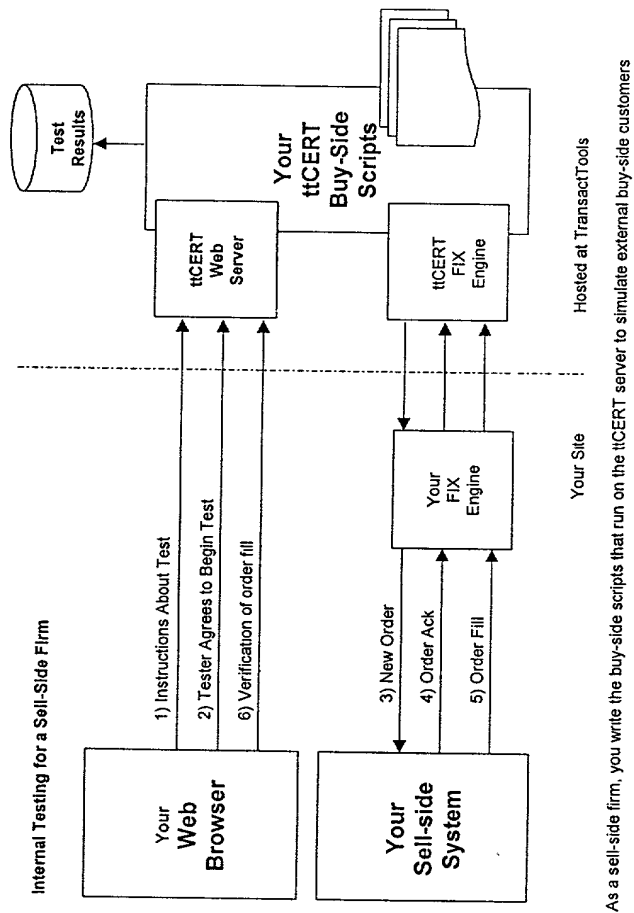 Internal Testing for a Sell-Side Firm
Your
Web
Browser
1) Instructions About Test
2) Tester Agrees to Begin Test
6) Verification of order fill
ttCERT
Web
Server
Test
Results
Your
ttCERT
Buy-Side
Scripts
Your
Sell-side
System
3) New Order
4) Order Ack
5) Order Fill
Your
FIX
Engine
ttCERT
FIX
Engine
Your Site
Hosted at TransactTools
As a sell-side firm, you write the buy-side scripts that run on the ttCERT server to simulate external buy-side customers